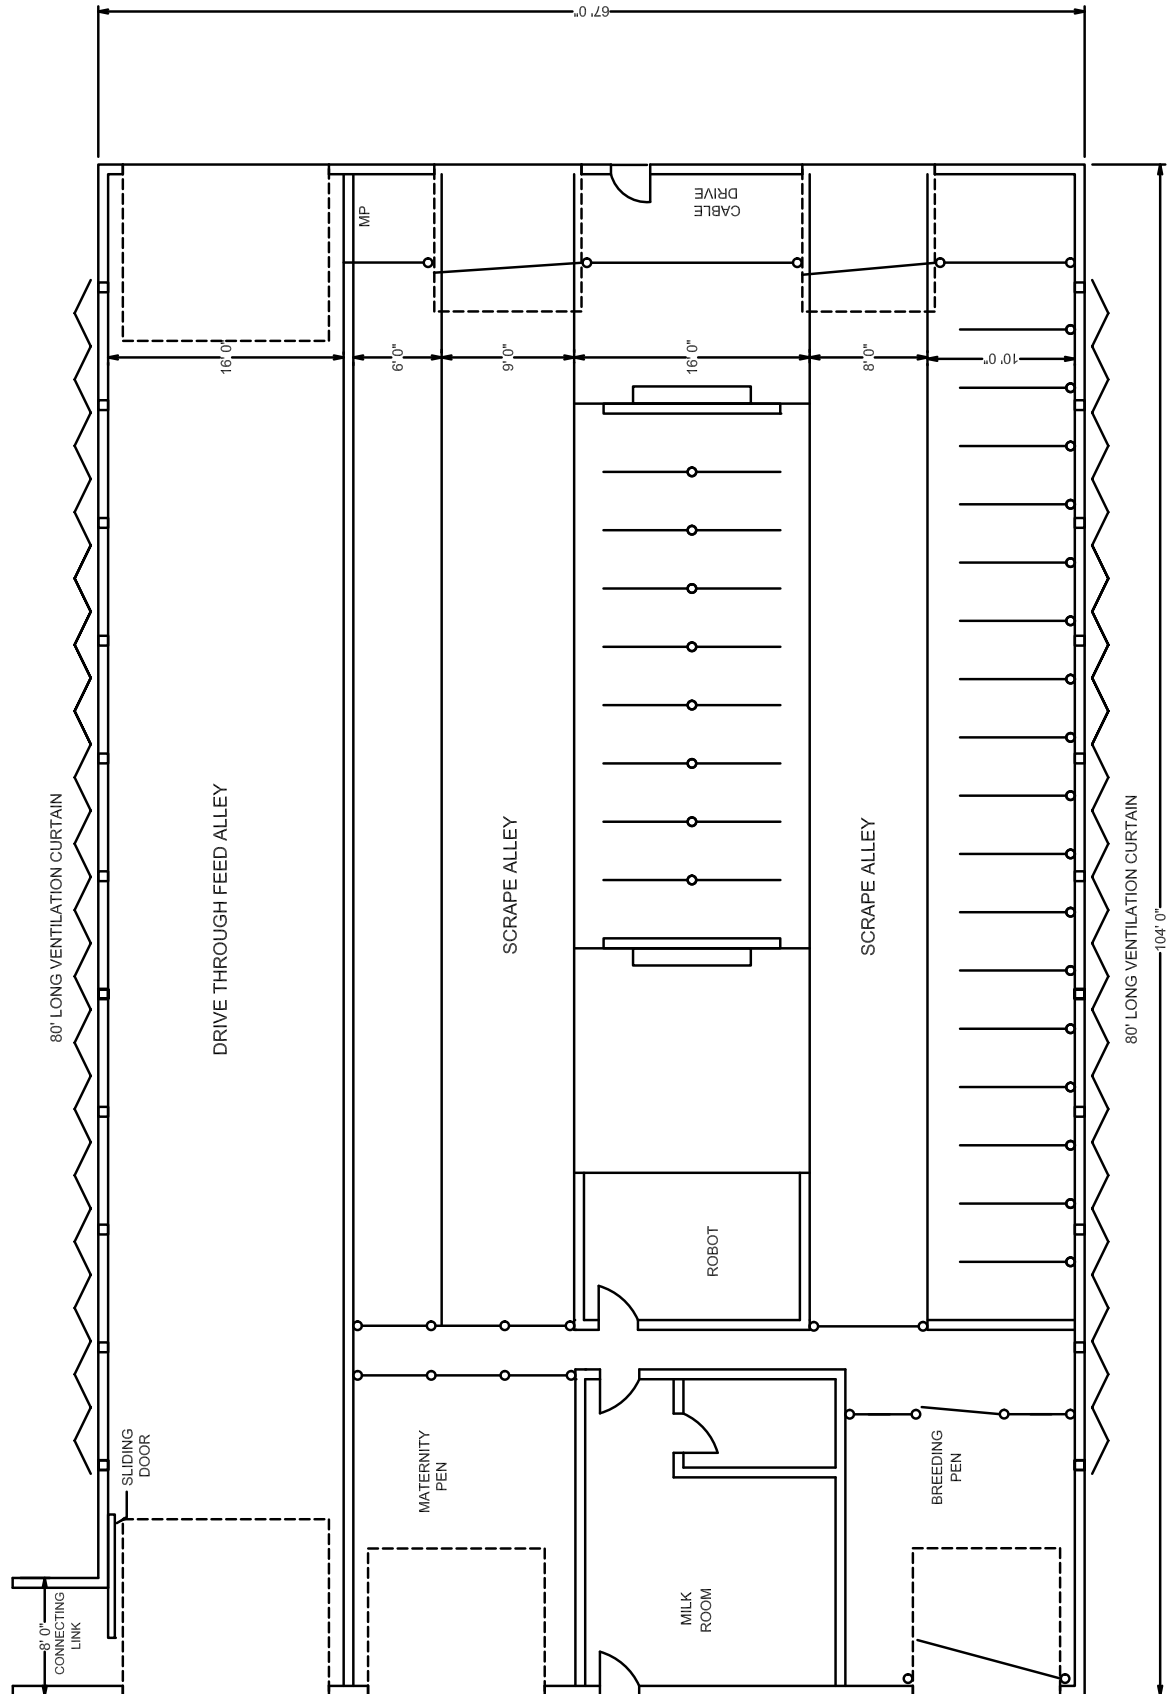 67' 0"
CABLE
DRIVE
MP
16' 0"
6' 0"
9' 0"
16' 0"
8' 0"
10' 0"
80' LONG VENTILATION CURTAIN
DRIVE THROUGH FEED ALLEY
SCRAPE ALLEY
SCRAPE ALLEY
80' LONG VENTILATION CURTAIN
104' 0"
ROBOT
SLIDING
DOOR
MATERNITY
PEN
BREEDING
PEN
MILK
ROOM
8' 0"
CONNECTING
LINK